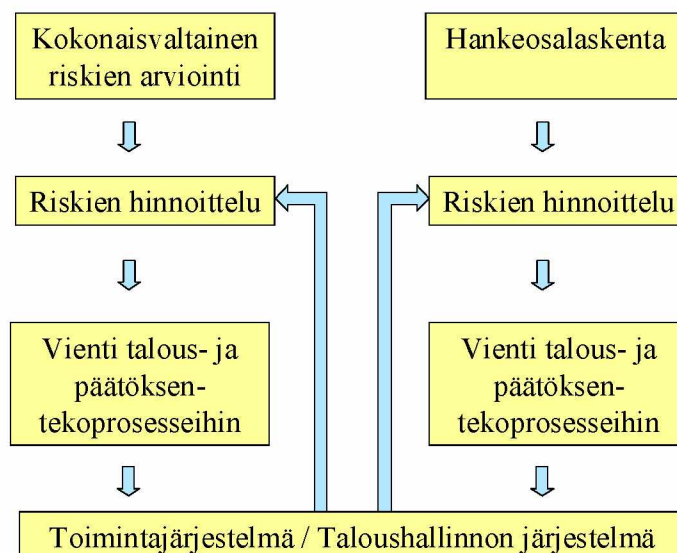 Kokonaisvaltainen
riskien arviointi
Hankeosalaskenta
Riskien hinnoittelu
Riskien hinnoittelu
Vienti talous- ja
päätöksen-
tekoprosesseihin
Vienti talous- ja
päätöksen-
tekoprosesseihin
Toimintajärjestelmä / Taloushallinnon järjestelmä